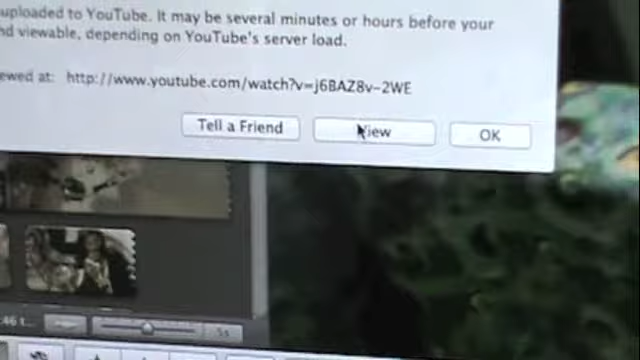 uploaded to YouTube. It may be several minutes or hours before your
nd viewable, depending on YouTube's server load.
ewed at: http://www.youtube.com/watch?v=j6BAZ8v-2WE
Tell a Friend View OK
5s